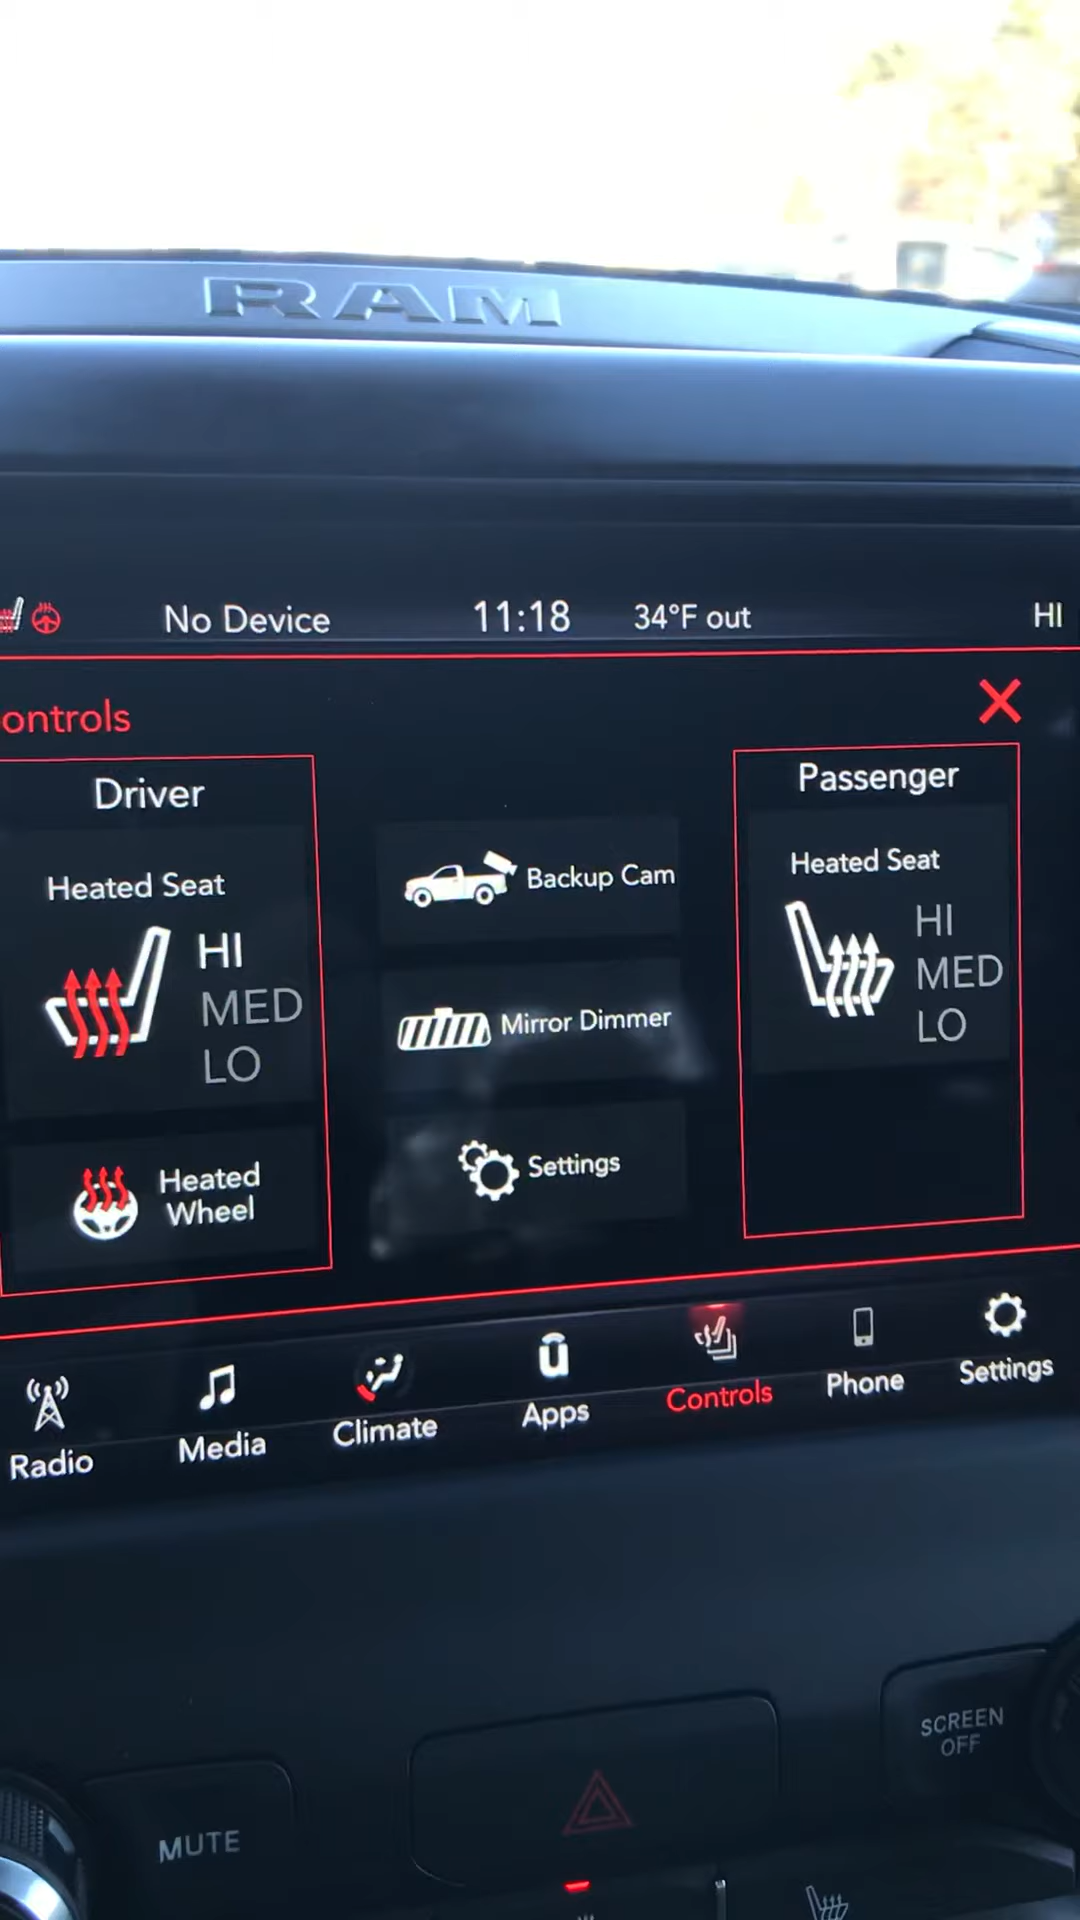 RAM
No Device 11:18 34°F out HI
ontrols
Driver
Heated Seat
HI
MED
LO
Heated
Wheel
Backup Cam
Mirror Dimmer
Settings
Passenger
Heated Seat
HI
MED
LO
Radio Media Climate Apps Controls Phone Settings
SCREEN
OFF
MUTE